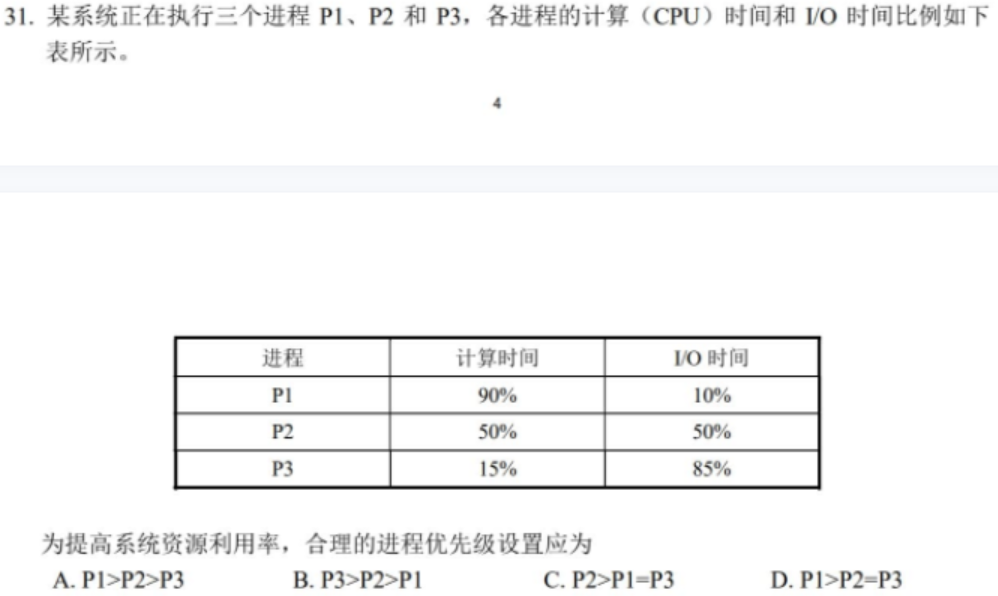 31. 某系统正在执行三个进程 P1、P2 和 P3，各进程的计算（CPU）时间和 I/O 时间比例如下
表所示。
4
进程 计算时间 I/O 时间
P1 90% 10%
P2 50% 50%
P3 15% 85%
为提高系统资源利用率，合理的进程优先级设置应为
A. P1>P2>P3 B. P3>P2>P1 C. P2>P1=P3 D. P1>P2=P3